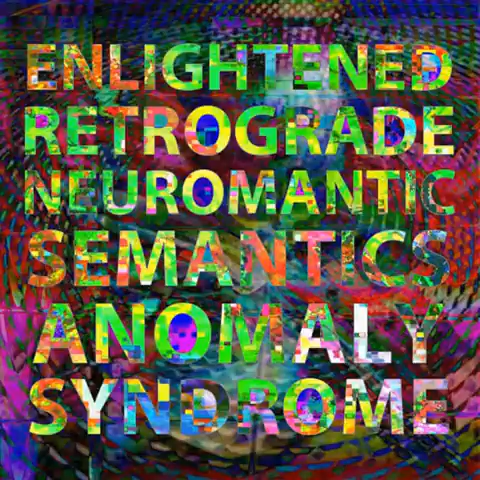 ENLIGHTENED
RETROGRADE
NEUROMANTIC
SEMANTICS
ANOMALY
SYNDROME